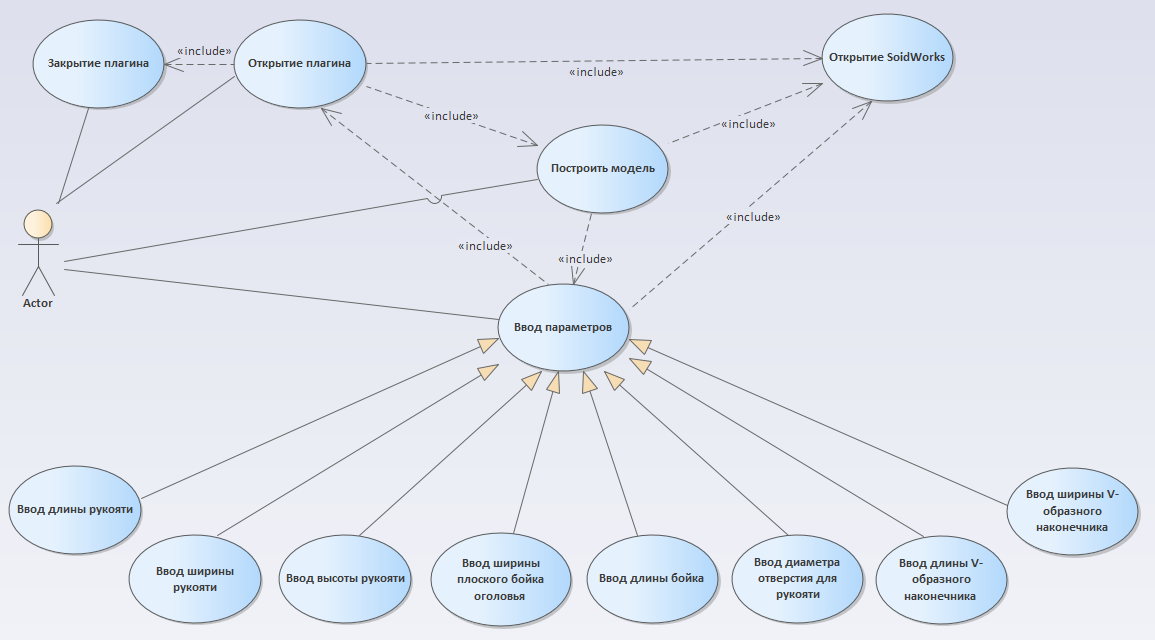 «include»
Закрытие плагина
Открытие плагина
Открытие SoidWorks
«include»
«include»
«include»
Построить модель
«include»
«include»
«include»
Actor
Ввод параметров
Ввод длины рукояти
Ввод ширины
рукояти
Ввод высоты рукояти
Ввод ширины
плоского бойка
оголовья
Ввод длины бойка
Ввод диаметра
отверстия для
рукояти
Ввод длины V-
образного
наконечника
Ввод ширины V-
образного
наконечника